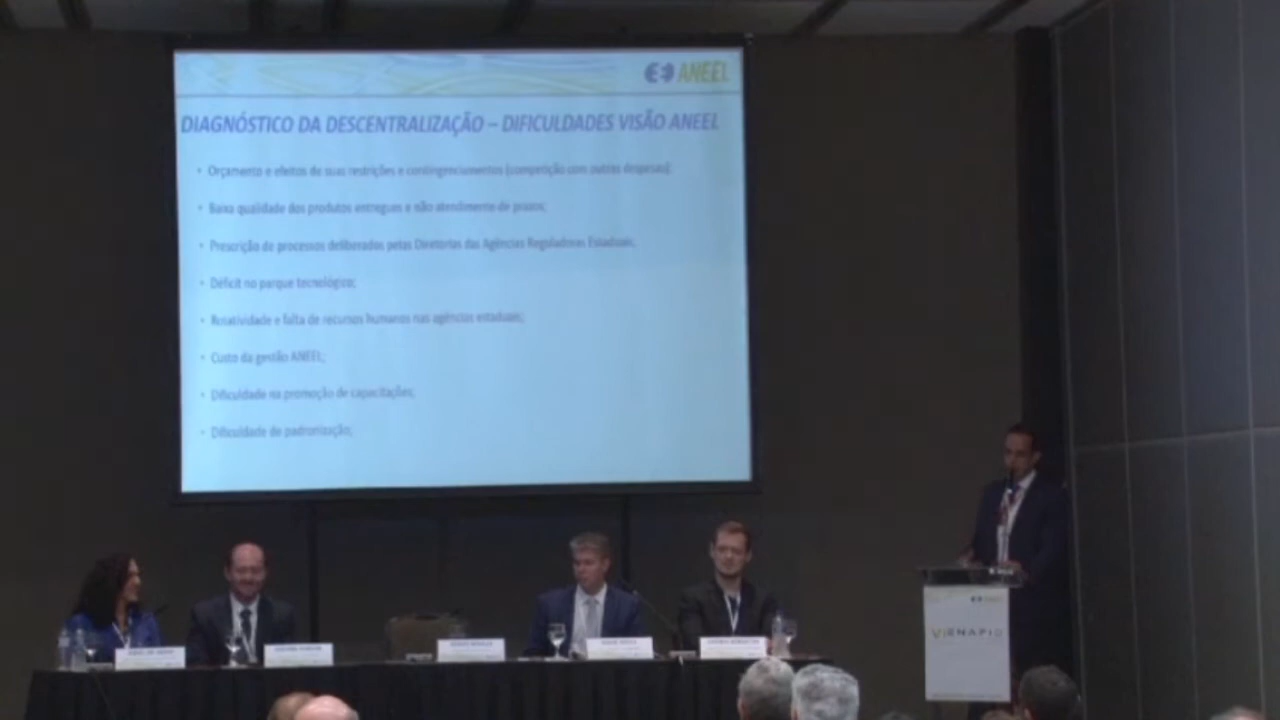 ANEEL
DIAGNÓSTICO DA DESCENTRALIZAÇÃO – DIFICULDADES VISÃO ANEEL
• Orçamento e efeitos de suas restrições e contingenciamentos (competição com outras despesas);
• Baixa qualidade dos produtos entregues e não atendimento de prazos;
• Prescrição de processos deliberados pelas Diretorias das Agências Reguladoras Estaduais;
• Déficit no parque tecnológico;
• Rotatividade e falta de recursos humanos nas agências estaduais;
• Custo da gestão ANEEL;
• Dificuldade na promoção de capacitações;
• Dificuldade de padronização;